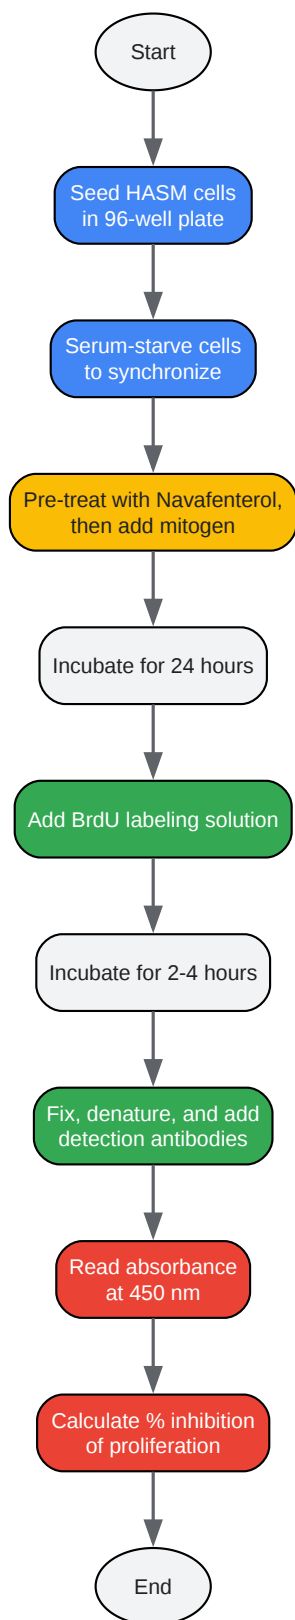 Start
Seed HASM cells
in 96-well plate
Serum-starve cells
to synchronize
Pre-treat with Navafenterol,
then add mitogen
Incubate for 24 hours
Add BrdU labeling solution
Incubate for 2-4 hours
Fix, denature, and add
detection antibodies
Read absorbance
at 450 nm
Calculate % inhibition
of proliferation
End